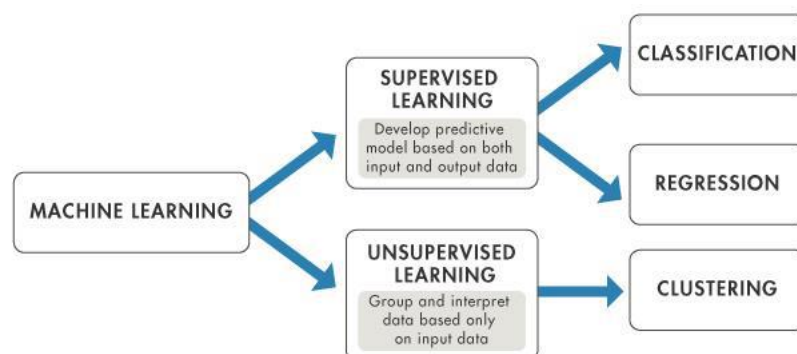 MACHINE LEARNING
SUPERVISED
LEARNING
Develop predictive
model based on both
input and output data
UNSUPERVISED
LEARNING
Group and interpret
data based only
on input data
CLASSIFICATION
REGRESSION
CLUSTERING